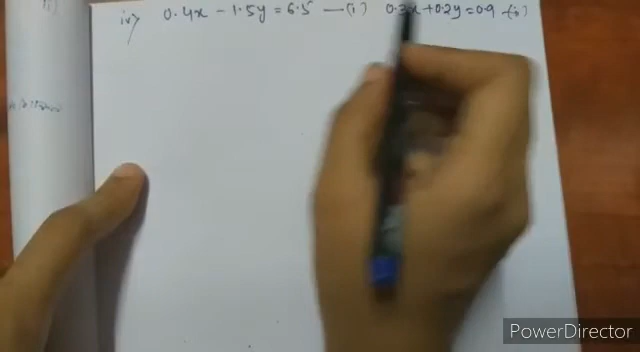 iv) 0.4x - 1.5y = 6.5 —(i) 0.3x + 0.2y = 0.9 -(ii)
PowerDirector